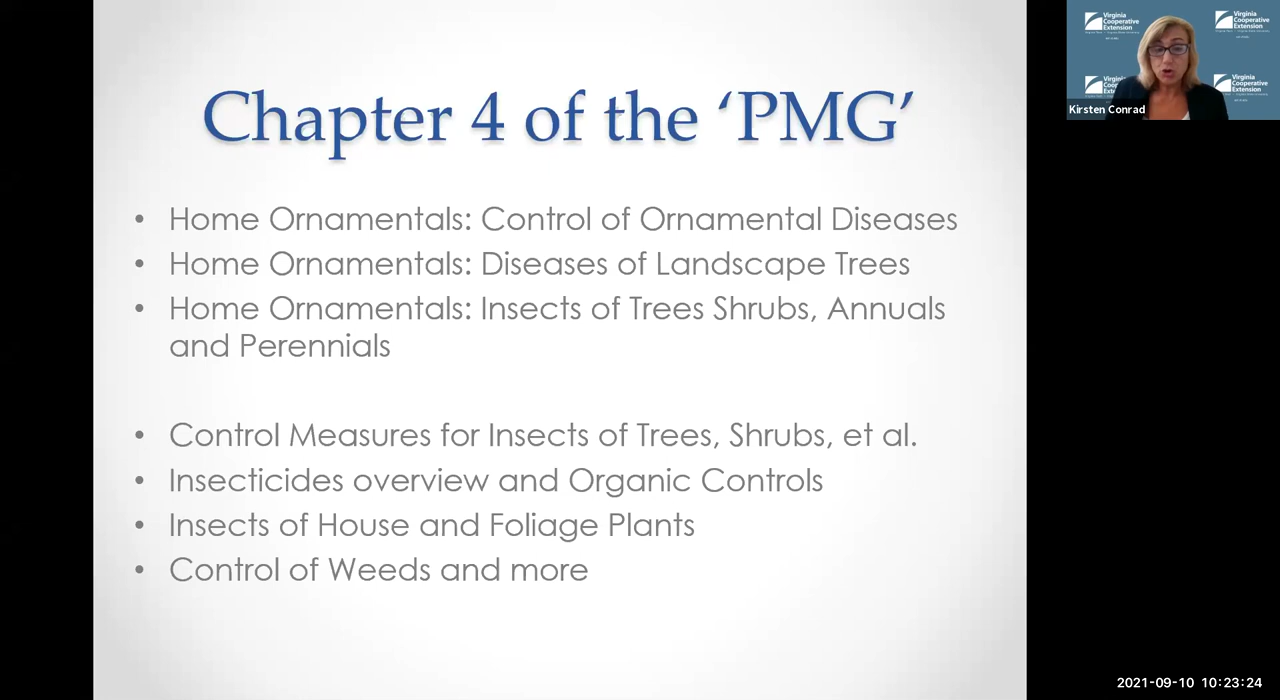 Chapter 4 of the ‘PMG’
• Home Ornamentals: Control of Ornamental Diseases
• Home Ornamentals: Diseases of Landscape Trees
• Home Ornamentals: Insects of Trees Shrubs, Annuals
and Perennials
• Control Measures for Insects of Trees, Shrubs, et al.
• Insecticides overview and Organic Controls
• Insects of House and Foliage Plants
• Control of Weeds and more
Virginia
Cooperative
Extension
Virginia
Cooperative
Extension
Virginia
Cooperative
Extension
Kirsten Conrad
2021-09-10 10:23:24